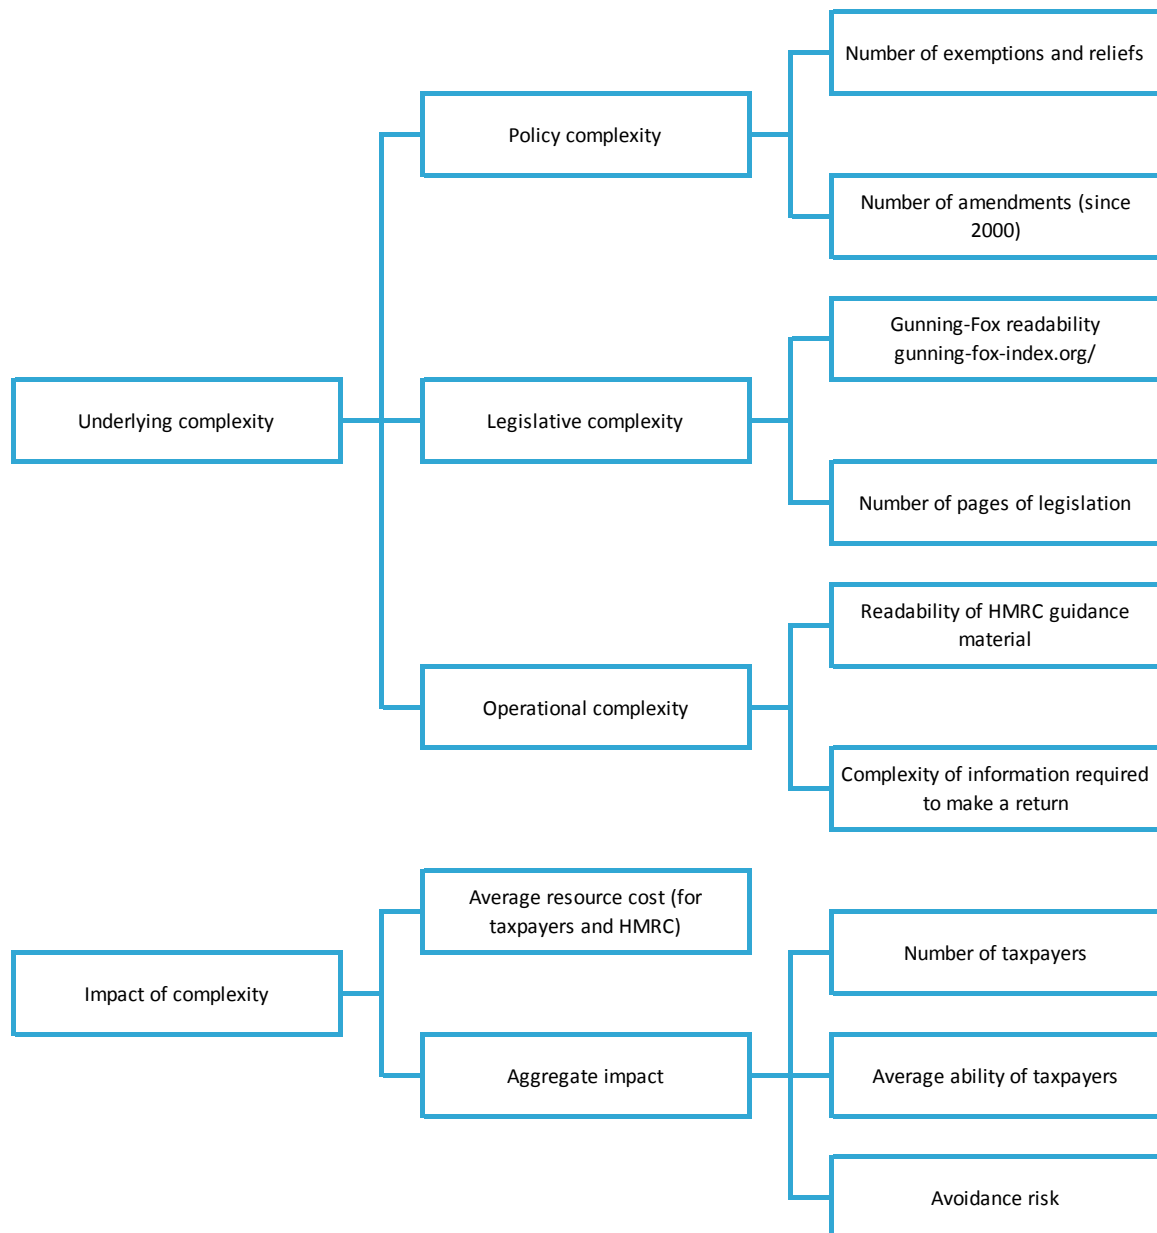 Number of exemptions and reliefs
Policy complexity
Number of amendments (since
2000)
Gunning-Fox readability
gunning-fox-index.org/
Underlying complexity
Legislative complexity
Number of pages of legislation
Readability of HMRC guidance
material
Operational complexity
Complexity of information required
to make a return
Average resource cost (for
taxpayers and HMRC)
Number of taxpayers
Impact of complexity
Aggregate impact
Average ability of taxpayers
Avoidance risk